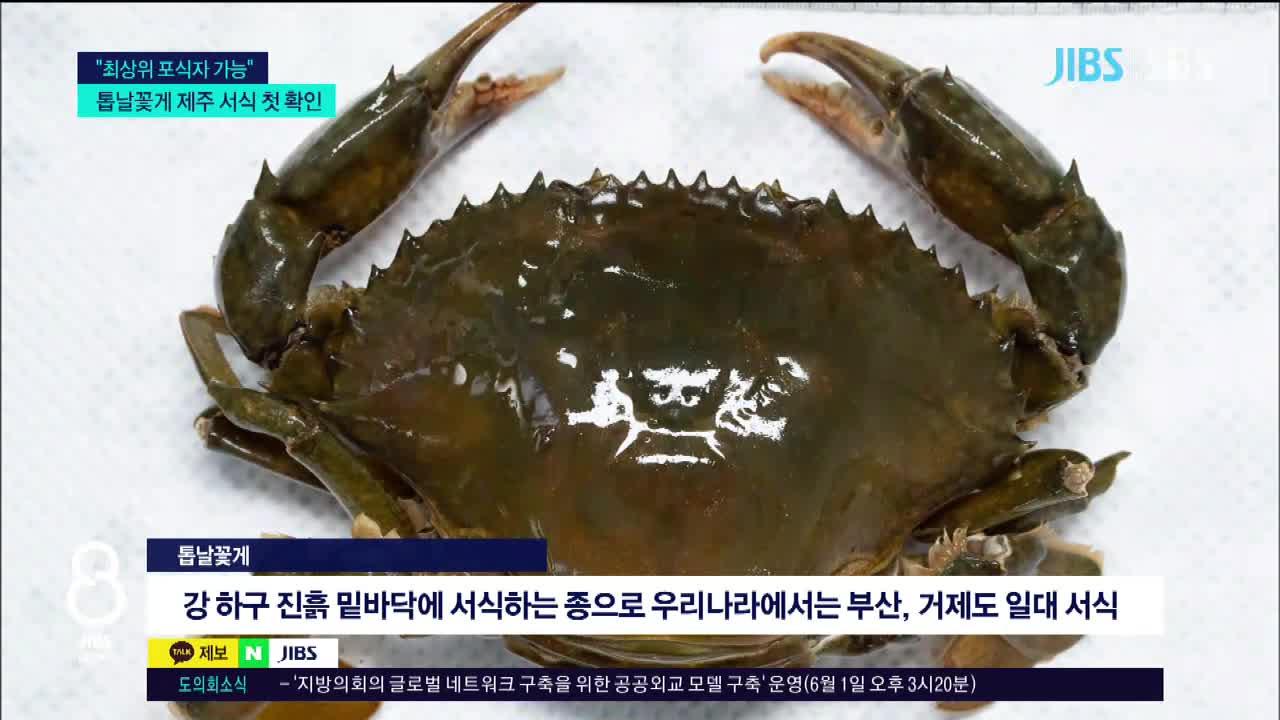 "최상위 포식자 가능"
톱날꽃게 제주 서식 첫 확인
JIBS
톱날꽃게
강 하구 진흙 밑바닥에 서식하는 종으로 우리나라에서는 부산, 거제도 일대 서식
8
JIBS
TALK 제보 N JIBS
도의회소식 - '지방의회의 글로벌 네트워크 구축을 위한 공공외교 모델 구축' 운영(6월 1일 오후 3시20분)